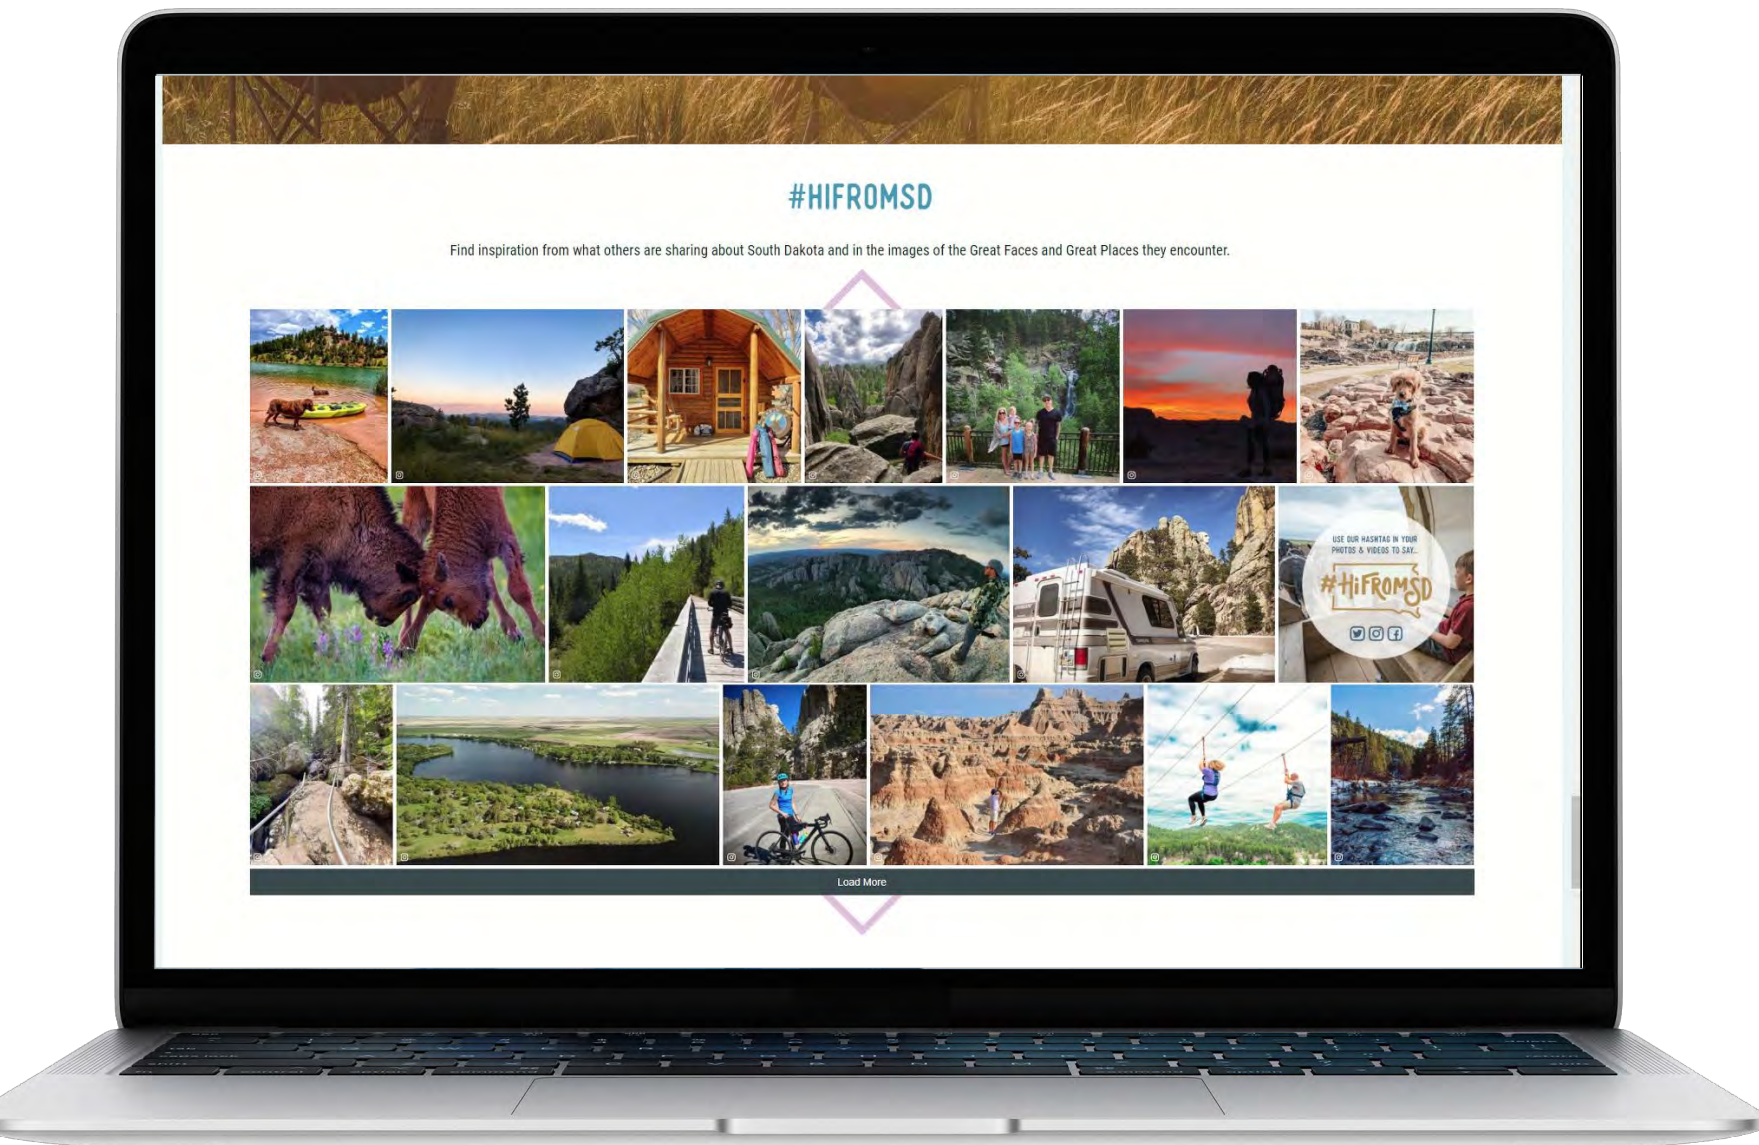 #HIFROMSD
Find inspiration from what others are sharing about South Dakota and in the images of the Great Faces and Great Places they encounter.
USE OUR HASHTAG IN YOUR
PHOTOS & VIDEOS TO SAY...
#HiFROMSD
Load More